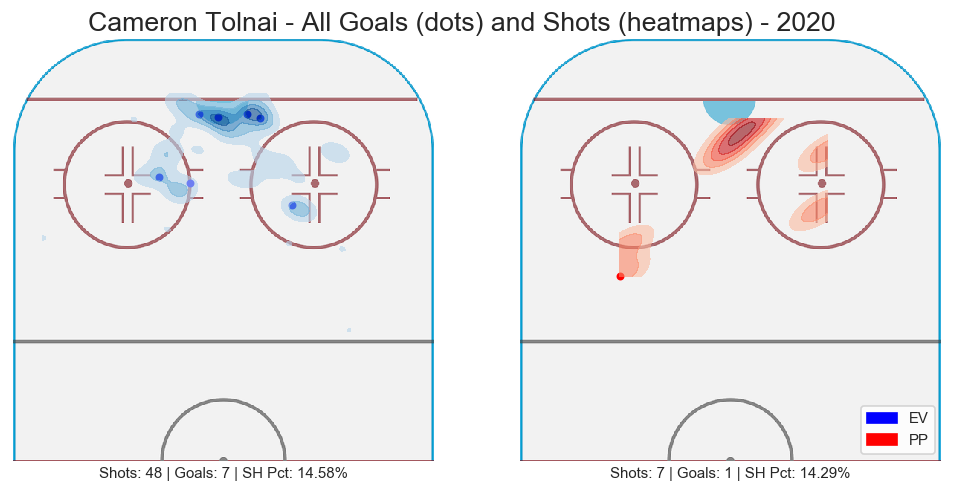 Cameron Tolnai - All Goals (dots) and Shots (heatmaps) - 2020
EV
PP
Shots: 48 | Goals: 7 | SH Pct: 14.58%
Shots: 7 | Goals: 1 | SH Pct: 14.29%